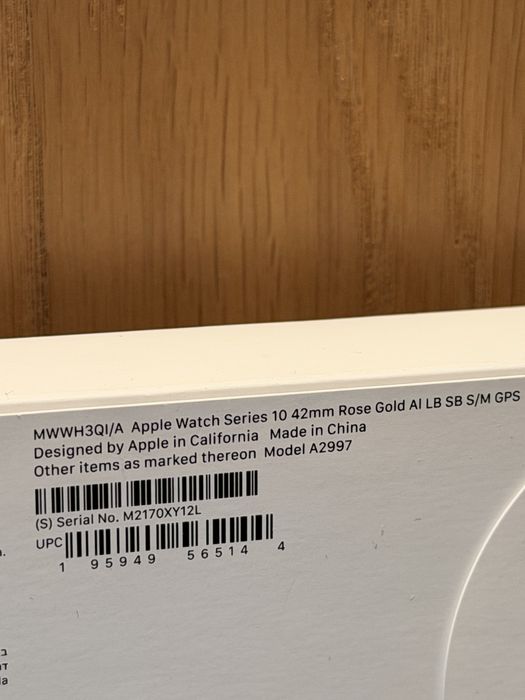 MWWH3QI/A Apple Watch Series 10 42mm Rose Gold Al LB SB S/M GPS
Designed by Apple in California Made in China
Other items as marked thereon Model A2997
(S) Serial No. M2170XY12L
UPC
1 95949 56514 4